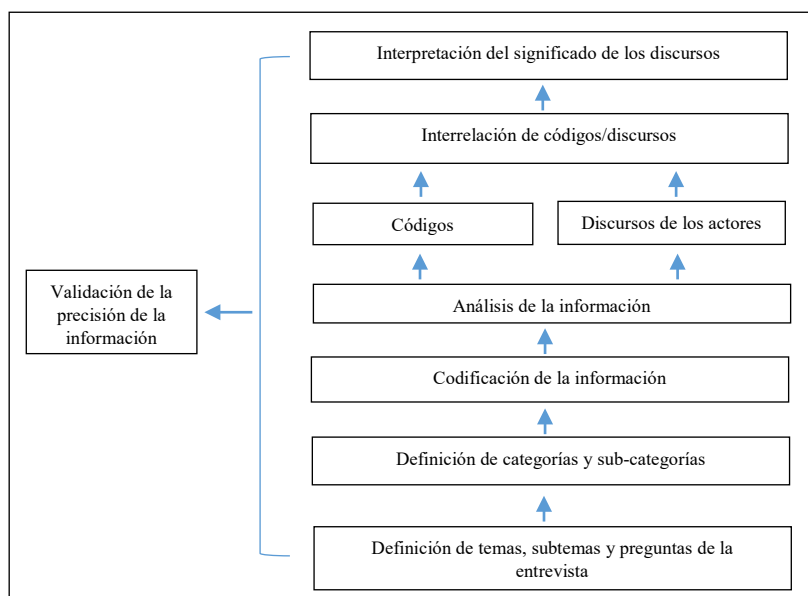 Interpretación del significado de los discursos
Interrelación de códigos/discursos
Códigos
Discursos de los actores
Validación de la
precisión de la
información
Análisis de la información
Codificación de la información
Definición de categorías y sub-categorías
Definición de temas, subtemas y preguntas de la
entrevista